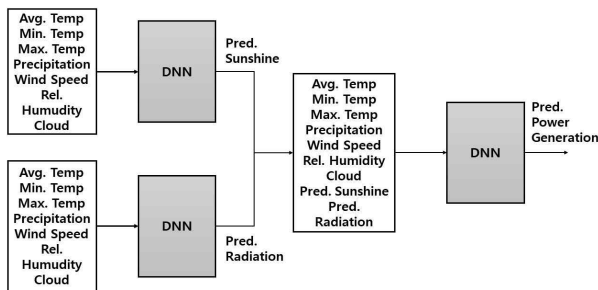 Avg. Temp
Min. Temp
Max. Temp
Precipitation
Wind Speed
Rel.
Humudity
Cloud
DNN
Pred.
Sunshine
Avg. Temp
Min. Temp
Max. Temp
Precipitation
Wind Speed
Rel.
Humudity
Cloud
DNN
Pred.
Radiation
Avg. Temp
Min. Temp
Max. Temp
Precipitation
Wind Speed
Rel. Humidity
Cloud
Pred. Sunshine
Pred.
Radiation
DNN
Pred.
Power
Generation